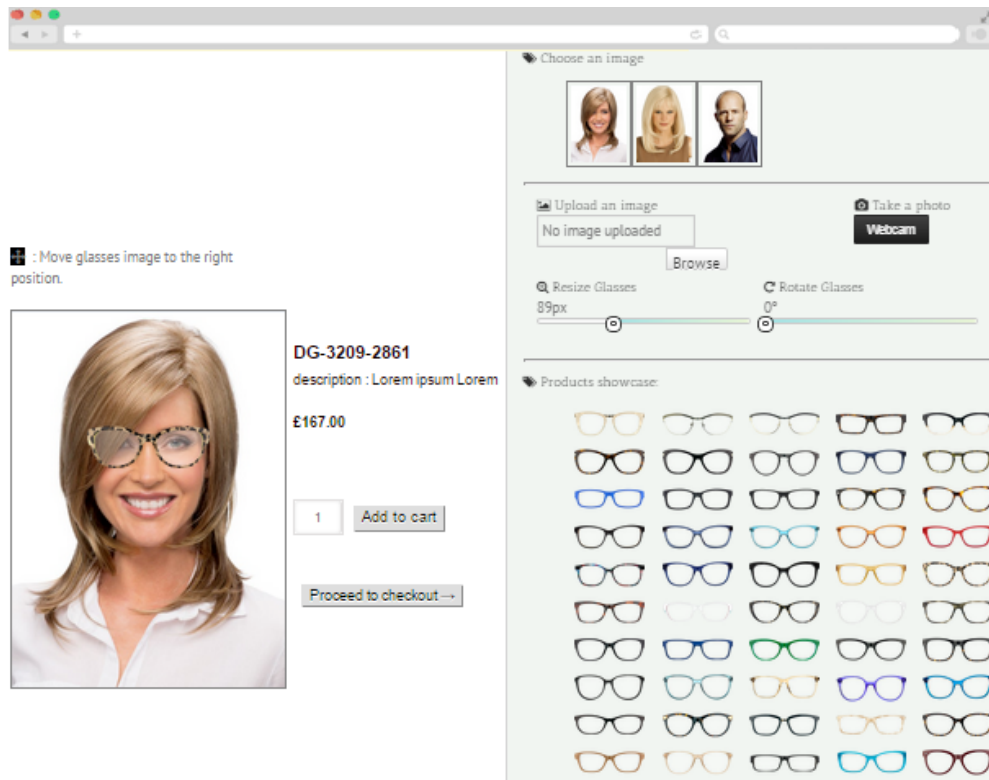 Choose an image
Upload an image
Take a photo
No image uploaded
Webcam
Browse
: Move glasses image to the right
position.
Resize Glasses
Rotate Glasses
89px
0°
DG-3209-2861
description : Lorem ipsum Lorem
£167.00
1
Add to cart
Proceed to checkout→
Products showcase: